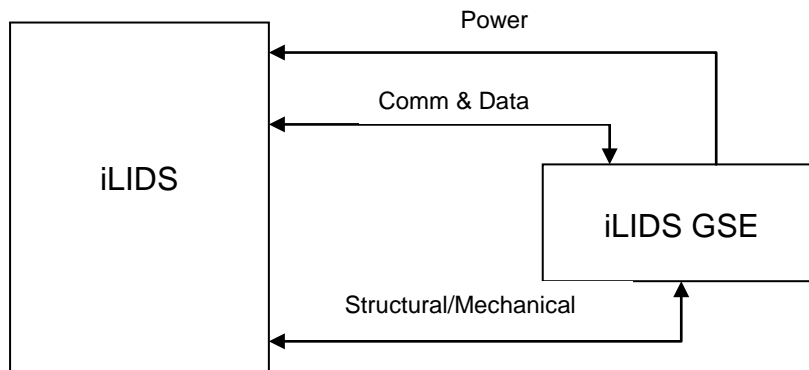 Power
Comm & Data
iLIDS
iLIDS GSE
Structural/Mechanical